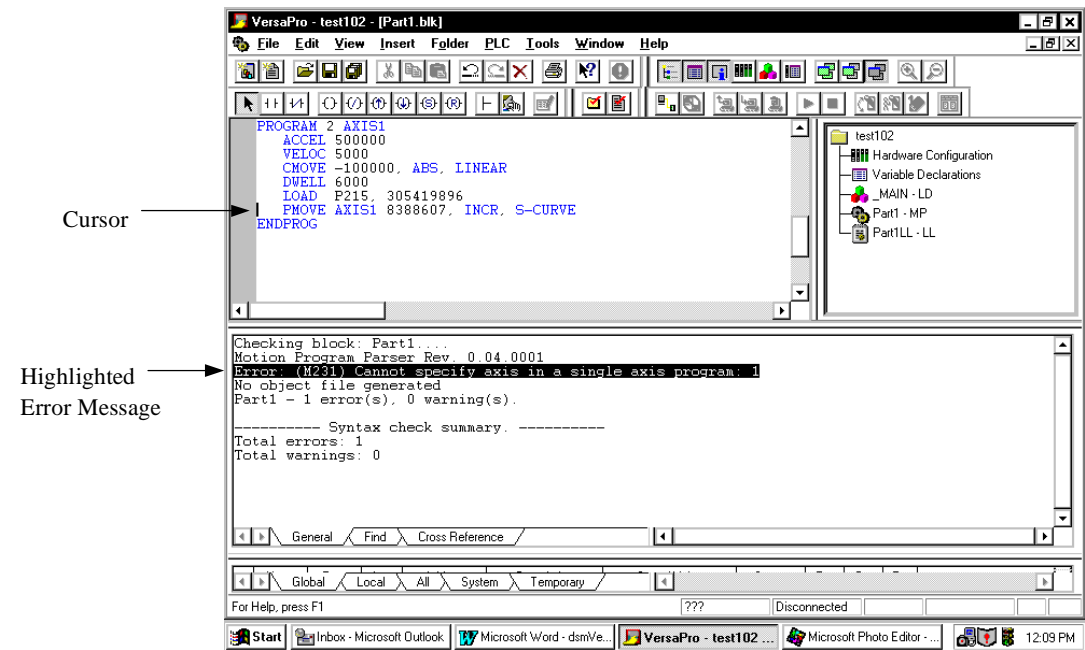 VersaPro - test102 - [Part1.blk]
File Edit View Insert Folder PLC Tools Window Help
PROGRAM 2 AXIS1
ACCEL 500000
VELOC 5000
CMOVE -100000, ABS, LINEAR
DWELL 6000
LOAD P215, 305419896
PMOVE AXIS1 8388607, INCR, S-CURVE
ENDPROG
test102
Hardware Configuration
Variable Declarations
_MAIN - LD
Part1 - MP
Part1LL - LL
Cursor
Checking block: Part1....
Motion Program Parser Rev. 0.04.0001
Error: (M231) Cannot specify axis in a single axis program: 1
No object file generated
Part1 - 1 error(s), 0 warning(s).
---------- Syntax check summary. ----------
Total errors: 1
Total warnings: 0
Highlighted
Error Message
General Find Cross Reference
Global Local All System Temporary
For Help, press F1 ??? Disconnected
Start Inbox - Microsoft Outlook Microsoft Word - dsmVe... VersaPro - test102 ... Microsoft Photo Editor - ... 12:09 PM